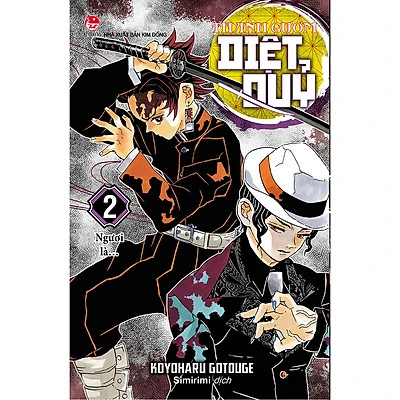 NHÀ XUẤT BẢN KIM ĐỒNG
THANH GƯƠM
DIỆT
QUỶ
2
Ngươi
là...
KOYOHARU GOTOUGE
Simirimi dịch